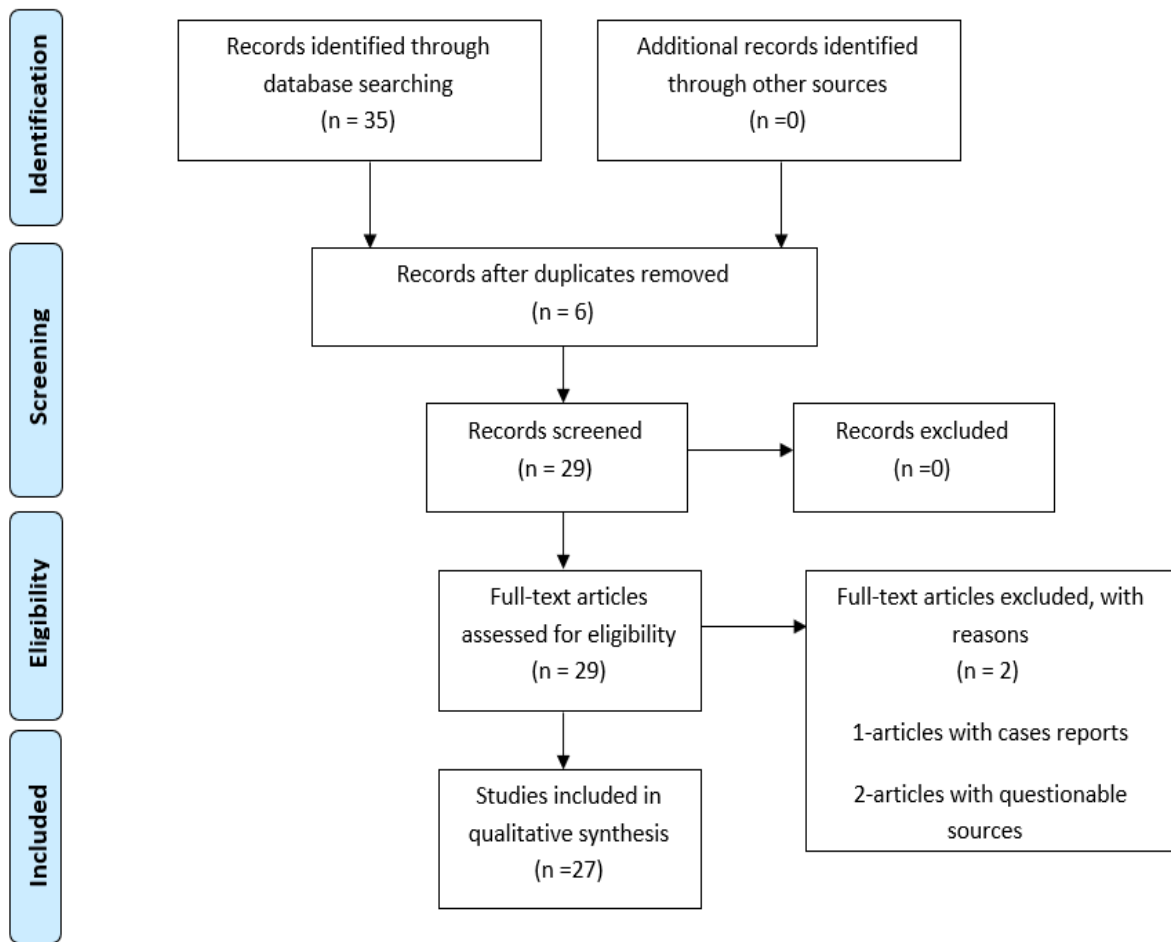 Identification
Records identified through
database searching
(n = 35)
Additional records identified
through other sources
(n =0)
Screening
Records after duplicates removed
(n = 6)
Records screened
(n = 29)
Records excluded
(n =0)
Eligibility
Full-text articles
assessed for eligibility
(n = 29)
Full-text articles excluded, with
reasons
(n = 2)
1-articles with cases reports
2-articles with questionable
sources
Included
Studies included in
qualitative synthesis
(n =27)